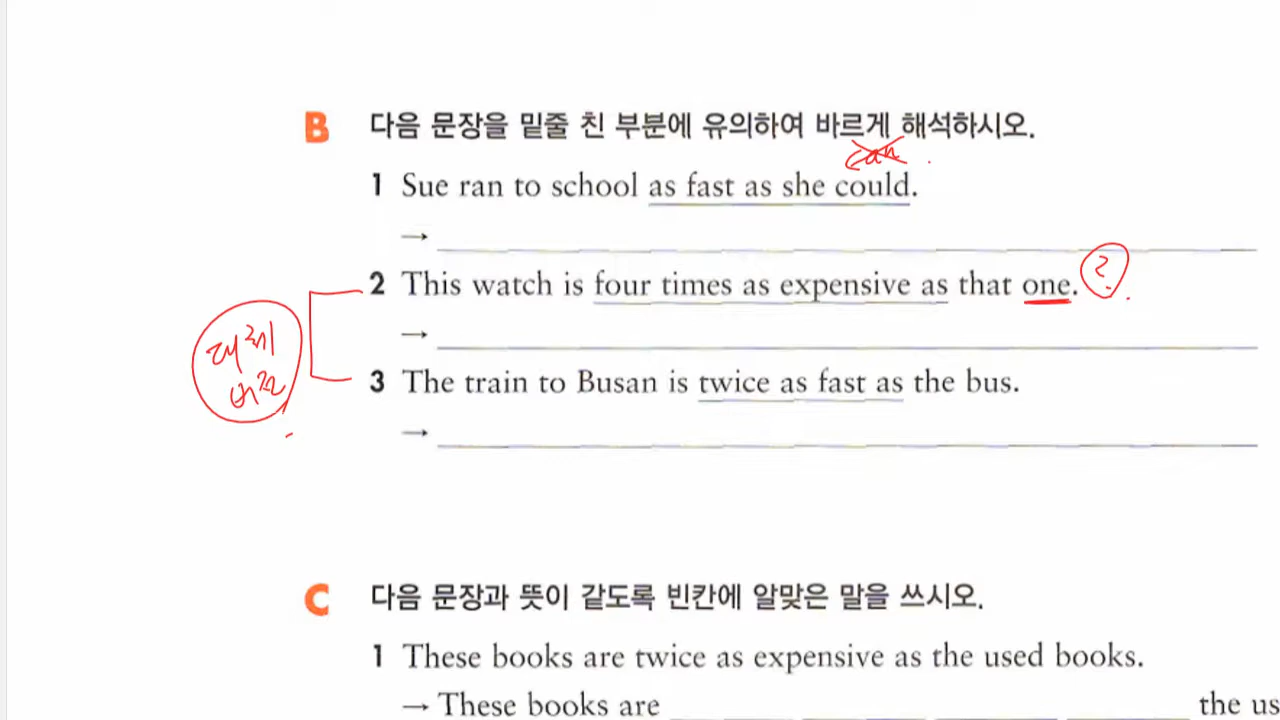 B 다음 문장을 밑줄 친 부분에 유의하여 바르게 해석하시오.
can
1 Sue ran to school as fast as she could.
→
2 This watch is four times as expensive as that one. ?
→
3 The train to Busan is twice as fast as the bus.
→
C 다음 문장과 뜻이 같도록 빈칸에 알맞은 말을 쓰시오.
1 These books are twice as expensive as the used books.
→ These books are the us